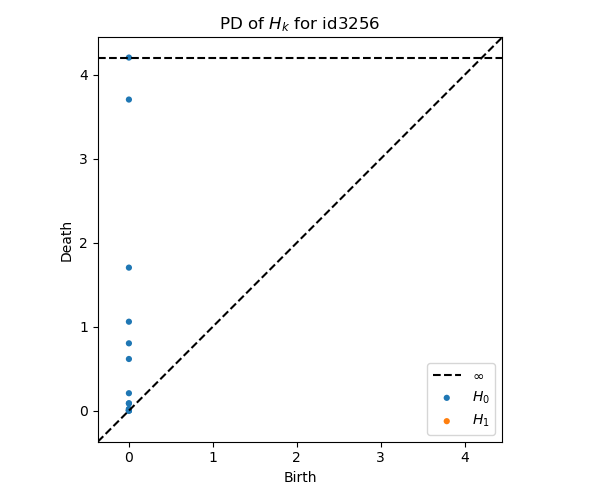 PD of $H_k$ for id3256
Death
4
3
2
1
0
0 1 2 3 4
Birth
∞
$H_0$
$H_1$